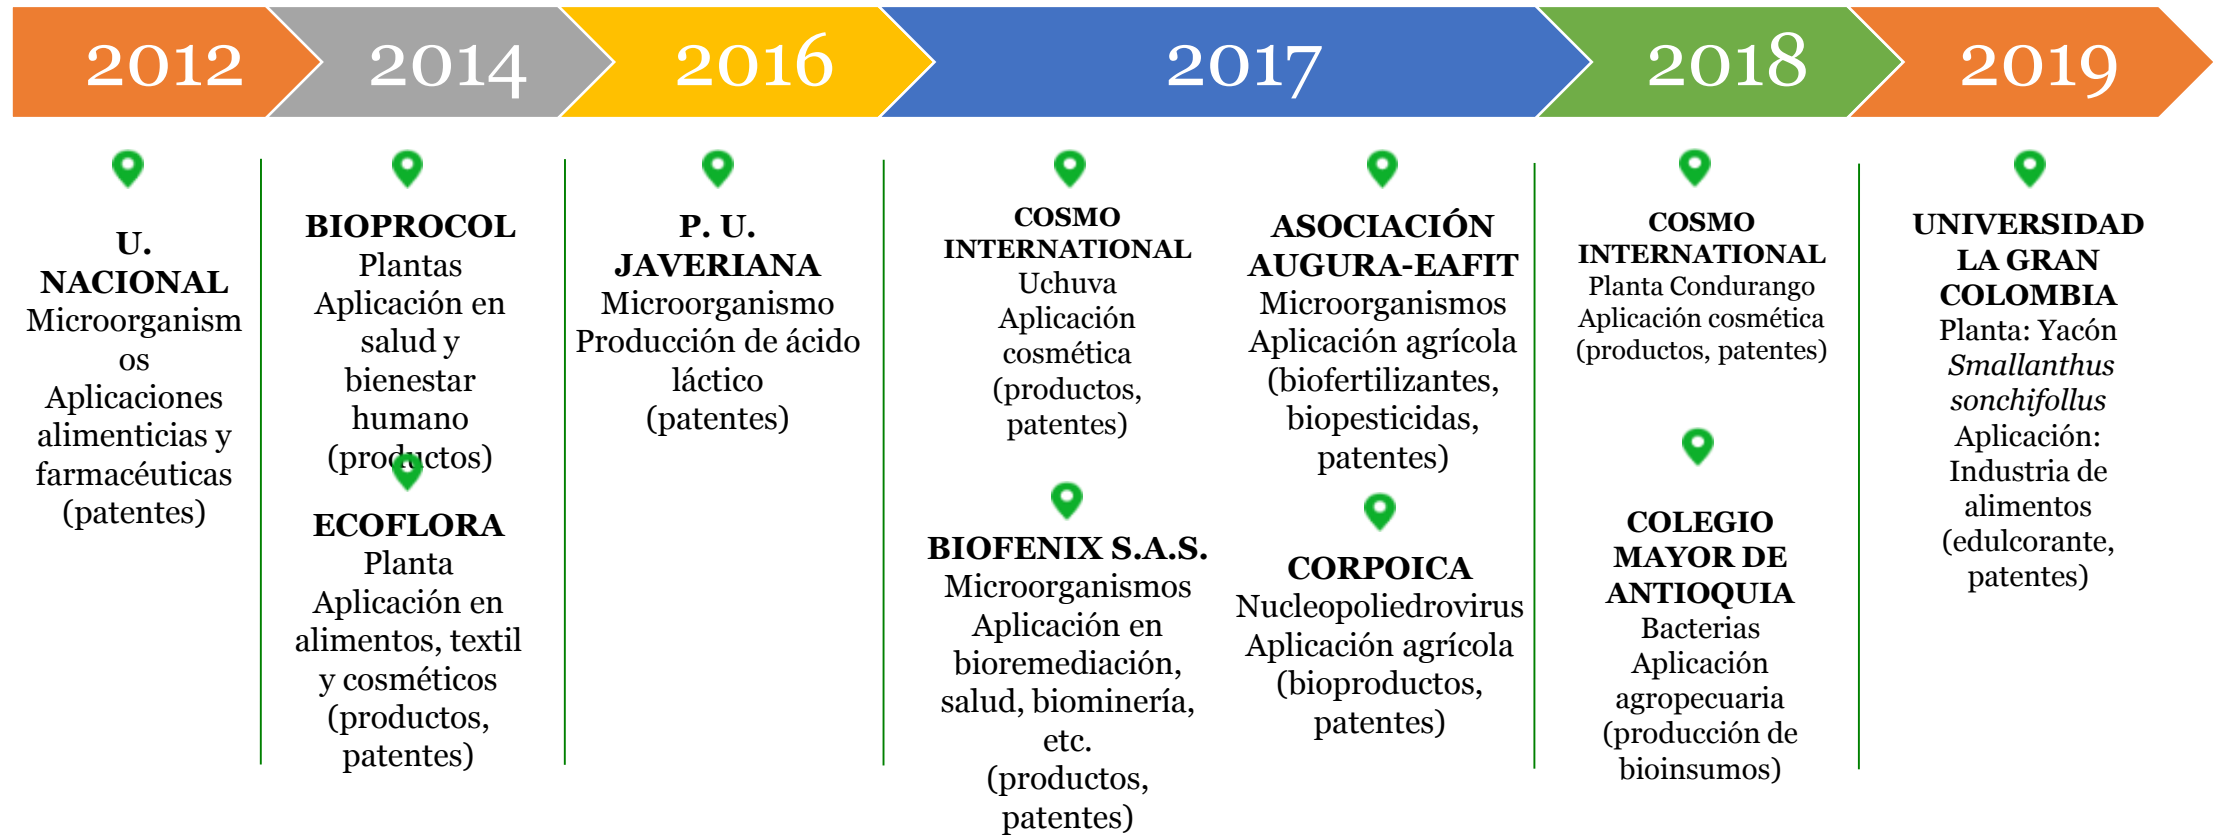 2012
2014
2016
2017
2018
2019
U.
NACIONAL
Microorganism
os
Aplicaciones
alimenticias y
farmacéuticas
(patentes)
BIOPROCOL
Plantas
Aplicación en
salud y
bienestar
humano
(productos)
ECOFLORA
Planta
Aplicación en
alimentos, textil
y cosméticos
(productos,
patentes)
P. U.
JAVERIANA
Microorganismo
Producción de ácido
láctico
(patentes)
COSMO
INTERNATIONAL
Uchuva
Aplicación
cosmética
(productos,
patentes)
BIOFENIX S.A.S.
Microorganismos
Aplicación en
bioremediación,
salud, biominería,
etc.
(productos,
patentes)
ASOCIACIÓN
AUGURA-EAFIT
Microorganismos
Aplicación agrícola
(biofertilizantes,
biopesticidas,
patentes)
CORPOICA
Nucleopoliedrovirus
Aplicación agrícola
(bioproductos,
patentes)
COSMO
INTERNATIONAL
Planta Condurango
Aplicación cosmética
(productos, patentes)
COLEGIO
MAYOR DE
ANTIOQUIA
Bacterias
Aplicación
agropecuaria
(producción de
bioinsumos)
UNIVERSIDAD
LA GRAN
COLOMBIA
Planta: Yacón
Smallanthus
sonchifollus
Aplicación:
Industria de
alimentos
(edulcorante,
patentes)